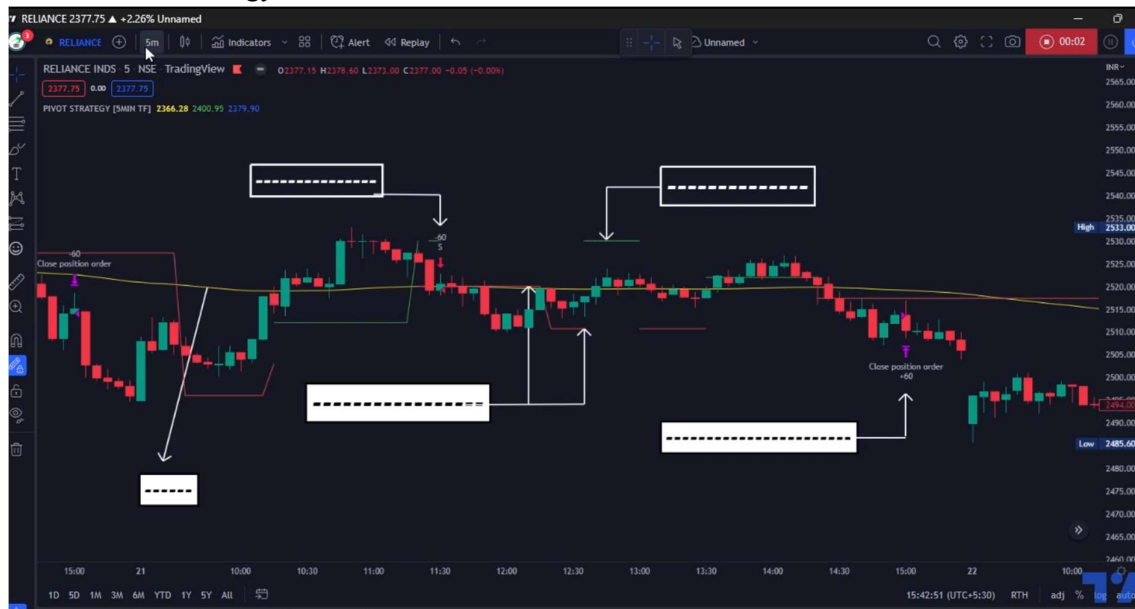 RELIANCE 2377.75 ▲ +2.26% Unnamed
3 RELIANCE 5m Indicators Alert Replay Unnamed 00:02
RELIANCE INDS · 5 · NSE · TradingView O2377.15 H2378.60 L2373.00 C2377.00 -0.05 (-0.00%)
INR
2377.75 0.00 2377.75
PIVOT STRATEGY [5MIN TF] 2366.28 2400.95 2379.90
2565.00
2560.00
2555.00
2550.00
2545.00
2540.00
2535.00
High 2533.00
2530.00
2525.00
2520.00
2515.00
2510.00
2505.00
2500.00
2494.00
2490.00
Low 2485.60
2480.00
2475.00
2470.00
2465.00
2460.00
-60
Close position order
-60
S
Close position order
+60
15:00 21 10:00 10:30 11:00 11:30 12:00 12:30 13:00 13:30 14:00 14:30 15:00 22 10:00
1D 5D 1M 3M 6M YTD 1Y 5Y All 15:42:51 (UTC+5:30) RTH adj % log auto